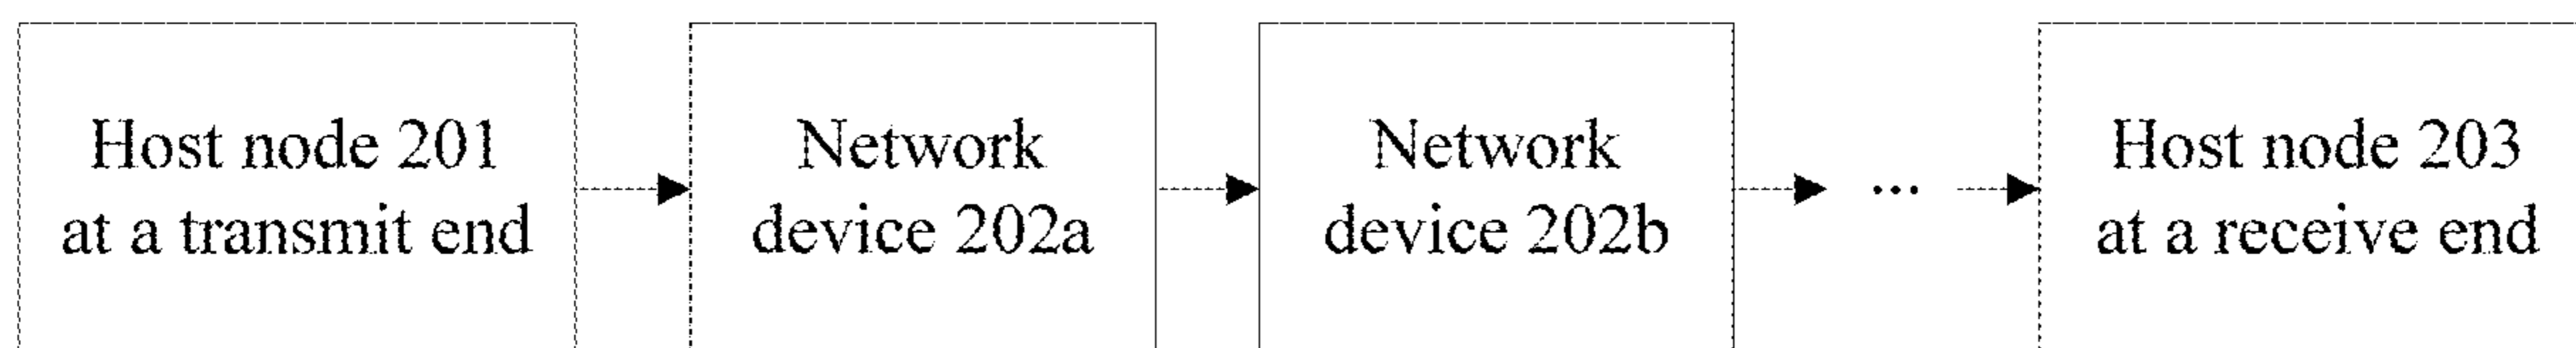 Host node 201
at a transmit end
Network
device 202a
Network
device 202b
...
Host node 203
at a receive end